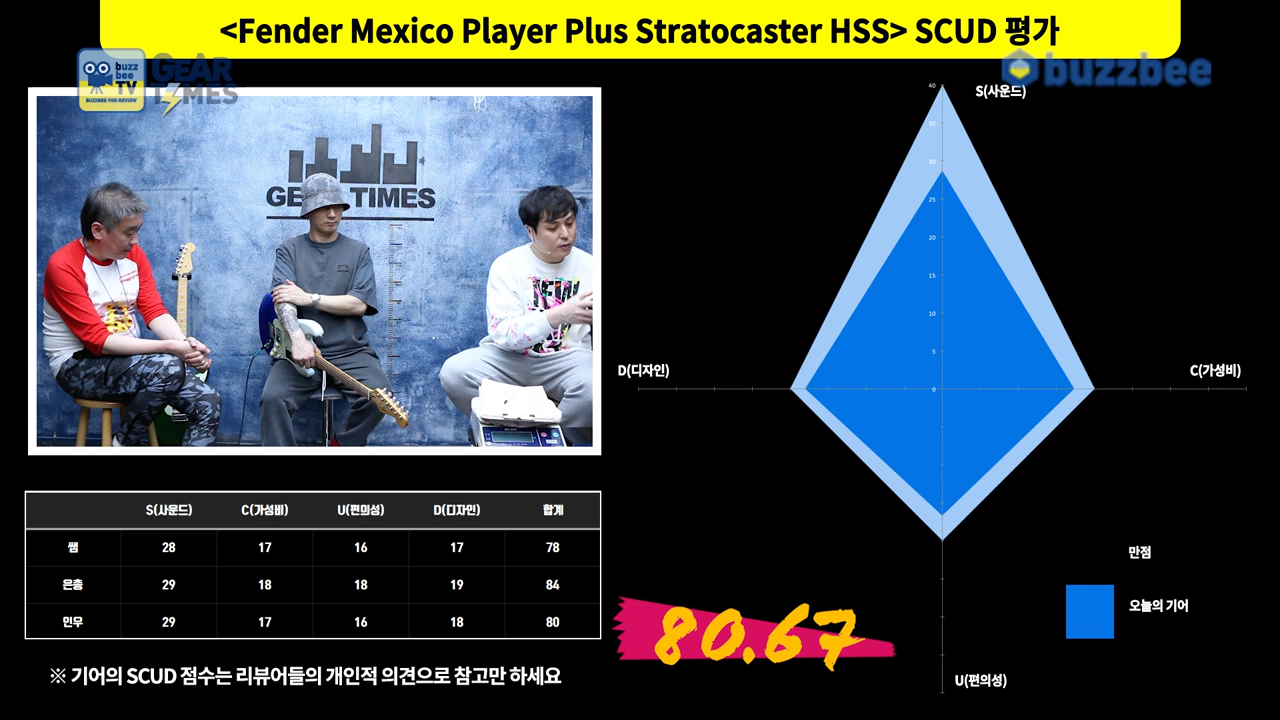 <Fender Mexico Player Plus Stratocaster HSS> SCUD 평가
buzz
bee
TV
BUZZBEE YUU REVIEW
GEAR
TIMES
buzzbee
GE TIMES
NEW
S(사운드)
40
35
30
25
20
15
10
5
0
D(디자인)
C(가성비)
U(편의성)
만점
오늘의 기어
S(사운드) C(가성비) U(편의성) D(디자인) 합계
쌤 28 17 16 17 78
은총 29 18 18 19 84
민우 29 17 16 18 80
80.67
※ 기어의 SCUD 점수는 리뷰어들의 개인적 의견으로 참고만 하세요